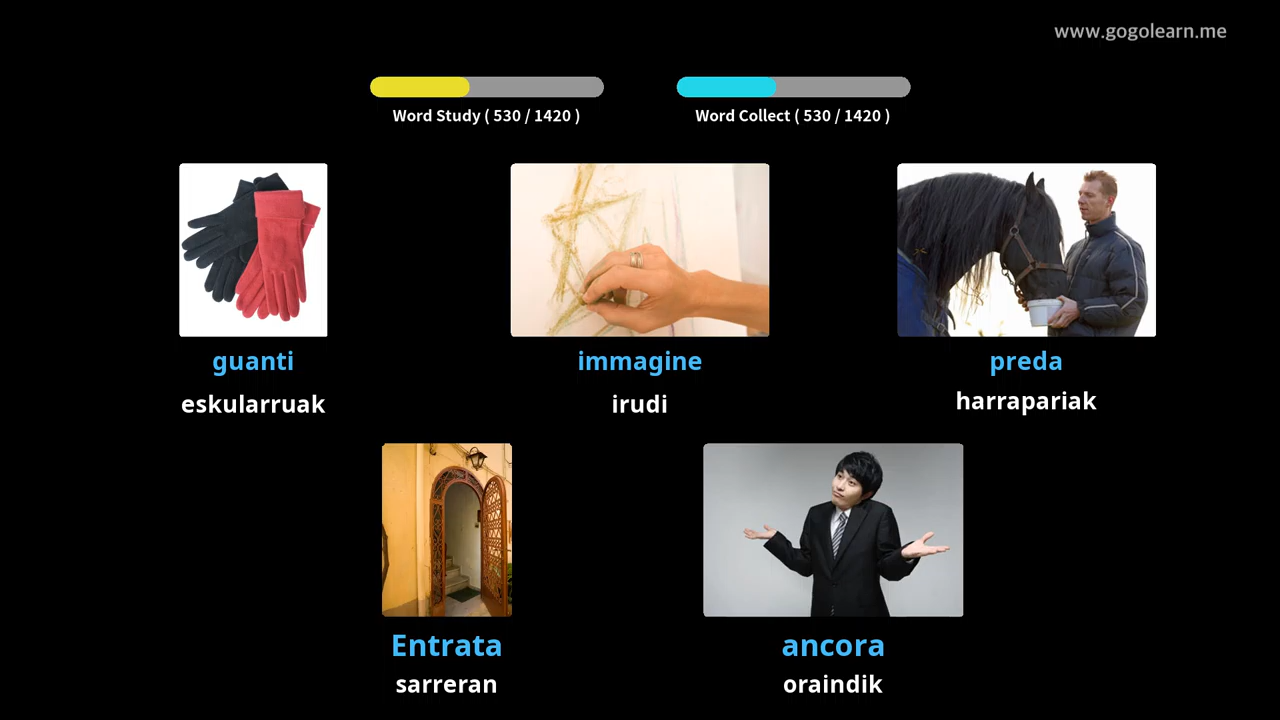 www.gogolearn.me
Word Study ( 530 / 1420 )
Word Collect ( 530 / 1420 )
guanti
eskularruak
immagine
irudi
preda
harrapariak
Entrata
sarreran
ancora
oraindik